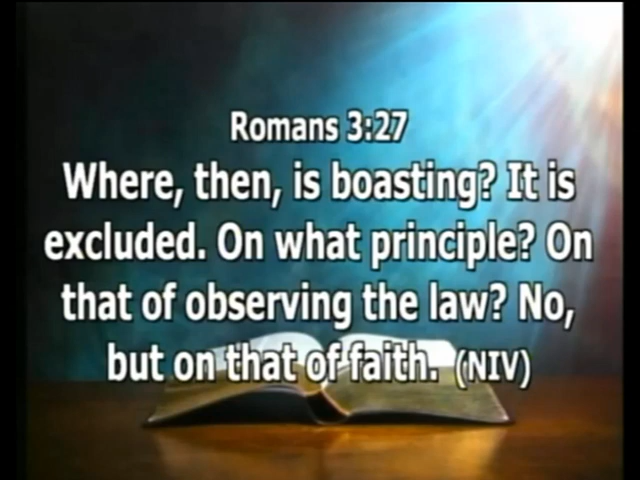 Romans 3:27
Where, then, is boasting? It is
excluded. On what principle? On
that of observing the law? No,
but on that of faith. (NIV)